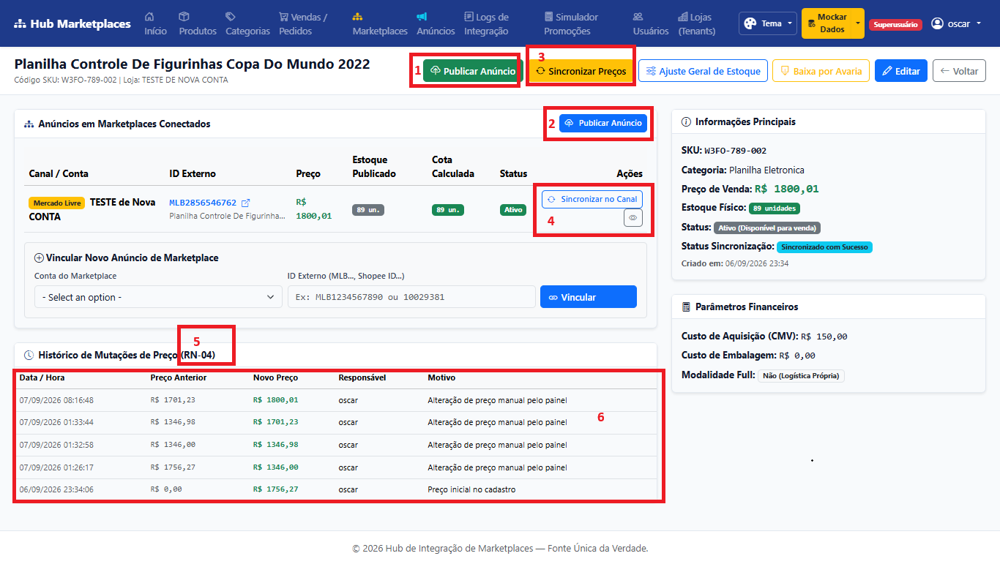 Hub Marketplaces
Início
Produtos
Categorias
Vendas /
Pedidos
Marketplaces
Anúncios
Logs de
Integração
Simulador
Promoções
Usuários
Lojas
(Tenants)
Tema
Mockar
Dados
Superusuário
oscar
Planilha Controle De Figurinhas Copa Do Mundo 2022
Código SKU: W3FO-789-002 | Loja: TESTE DE NOVA CONTA
1
Publicar Anúncio
3
Sincronizar Preços
Ajuste Geral de Estoque
Baixa por Avaria
Editar
Voltar
Anúncios em Marketplaces Conectados
2
Publicar Anúncio
Canal / Conta
ID Externo
Preço
Estoque
Publicado
Cota
Calculada
Status
Ações
Mercado Livre TESTE de Nova
CONTA
MLB2856546762
Planilha Controle De Figurinha...
R$
1800,01
89 un.
89 un.
Ativo
Sincronizar no Canal
4
Vincular Novo Anúncio de Marketplace
Conta do Marketplace
ID Externo (MLB..., Shopee ID...)
- Select an option -
Ex: MLB1234567890 ou 10029381
Vincular
5
Histórico de Mutações de Preço (RN-04)
Data / Hora Preço Anterior Novo Preço Responsável Motivo
07/09/2026 08:16:48 R$ 1701,23 R$ 1800,01 oscar Alteração de preço manual pelo painel
6
07/09/2026 01:33:44 R$ 1346,98 R$ 1701,23 oscar Alteração de preço manual pelo painel
07/09/2026 01:32:58 R$ 1346,00 R$ 1346,98 oscar Alteração de preço manual pelo painel
07/09/2026 01:26:17 R$ 1756,27 R$ 1346,00 oscar Alteração de preço manual pelo painel
06/09/2026 23:34:06 R$ 0,00 R$ 1756,27 oscar Preço inicial no cadastro
Informações Principais
SKU: W3FO-789-002
Categoria: Planilha Eletronica
Preço de Venda: R$ 1800,01
Estoque Físico: 89 unidades
Status: Ativo (Disponível para venda)
Status Sincronização: Sincronizado com Sucesso
Criado em: 06/09/2026 23:34
Parâmetros Financeiros
Custo de Aquisição (CMV): R$ 150,00
Custo de Embalagem: R$ 0,00
Modalidade Full: Não (Logística Própria)
© 2026 Hub de Integração de Marketplaces — Fonte Única da Verdade.